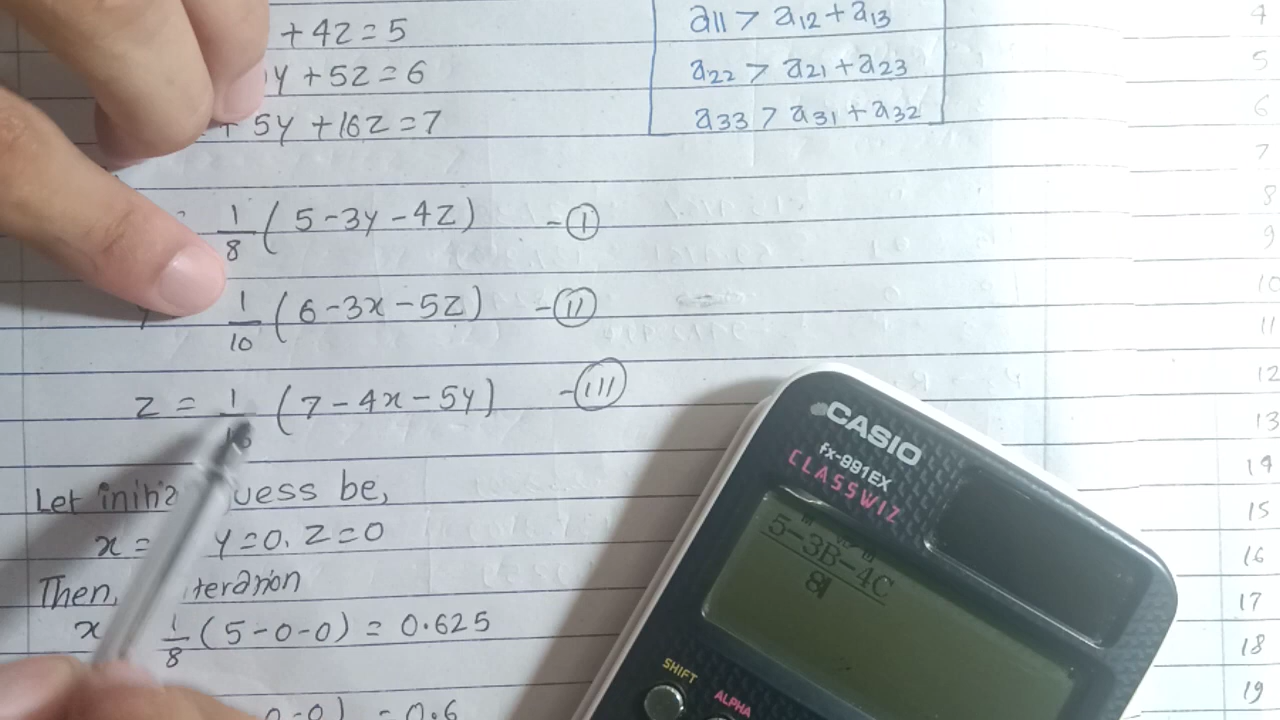 + 4z = 5
y + 5z = 6
+ 5y + 16z = 7
a11 > a12 + a13
a22 > a21 + a23
a33 > a31 + a32
1/8 ( 5 - 3y - 4z) - (I)
1/10 (6 - 3x - 5z) - (II)
z = 1/16 (7 - 4x - 5y) - (III)
Let be,
x = y = 0. z = 0
Then,
x 1/8 (5 - 0 - 0) = 0.625
0 - 0) = 0.6
CASIO
fx-991EX
CLASSWIZ
5-3B-4C
8
SHIFT
ALPHA
4
5
6
7
8
9
10
11
12
13
14
15
16
17
18
19